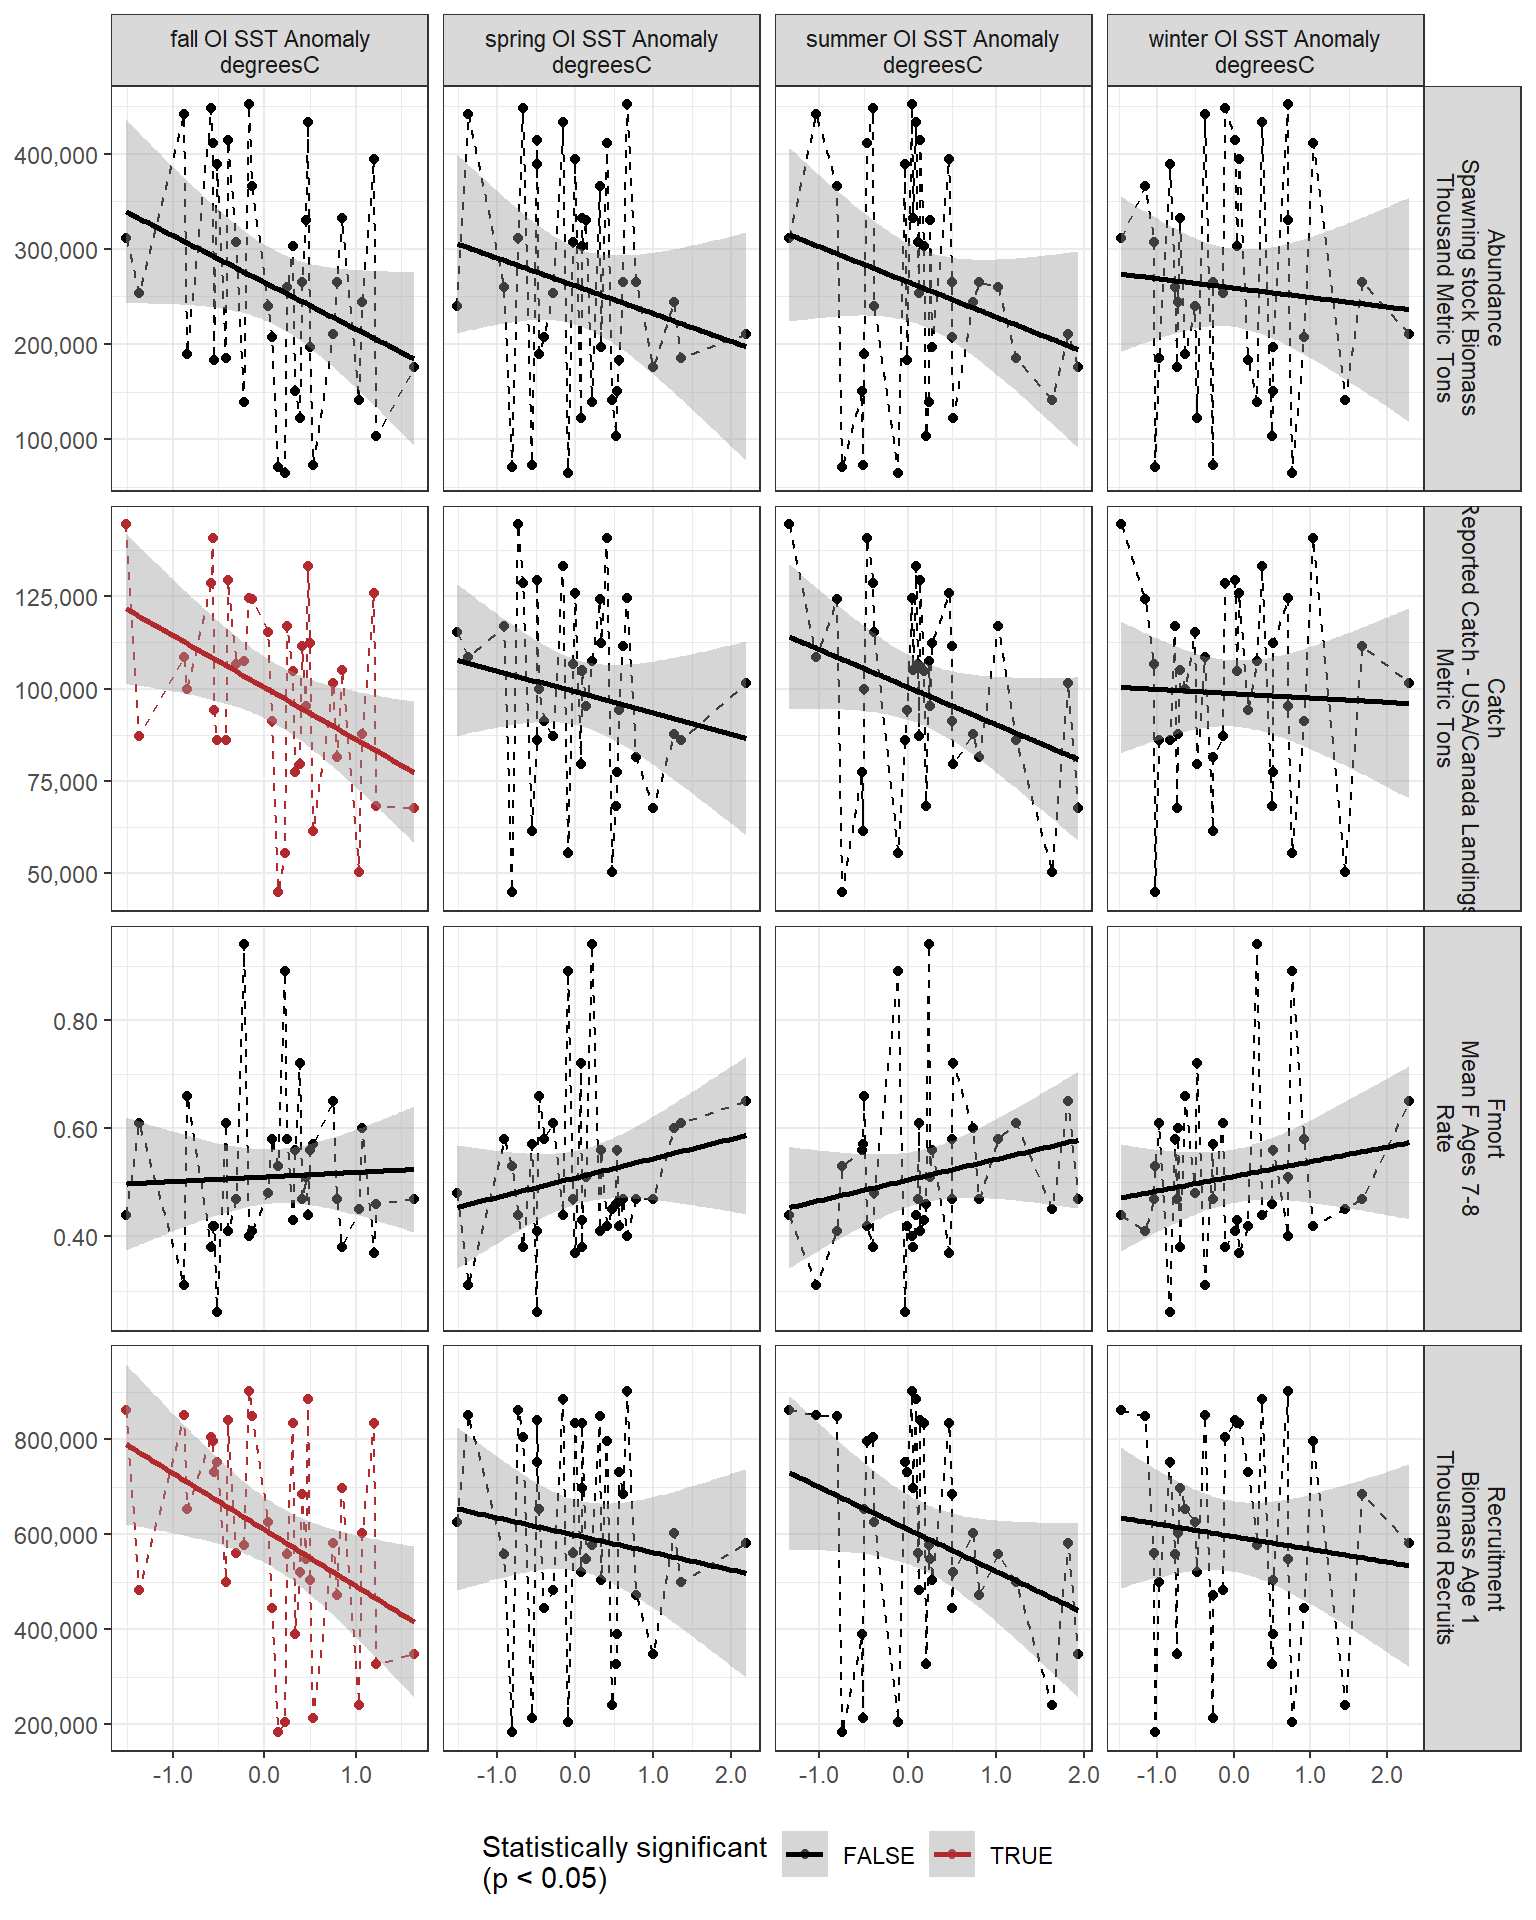 fall OI SST Anomaly
degreesC
spring OI SST Anomaly
degreesC
summer OI SST Anomaly
degreesC
winter OI SST Anomaly
degreesC
400,000
300,000
200,000
100,000
Abundance
Spawning stock Biomass
Thousand Metric Tons
125,000
100,000
75,000
50,000
Catch
Reported Catch - USA/Canada Landings
Metric Tons
0.80
0.60
0.40
Fmort
Mean F Ages 7-8
Rate
800,000
600,000
400,000
200,000
Recruitment
Biomass Age 1
Thousand Recruits
-1.0 0.0 1.0
-1.0 0.0 1.0 2.0
-1.0 0.0 1.0 2.0
-1.0 0.0 1.0 2.0
Statistically significant
(p < 0.05)
FALSE
TRUE